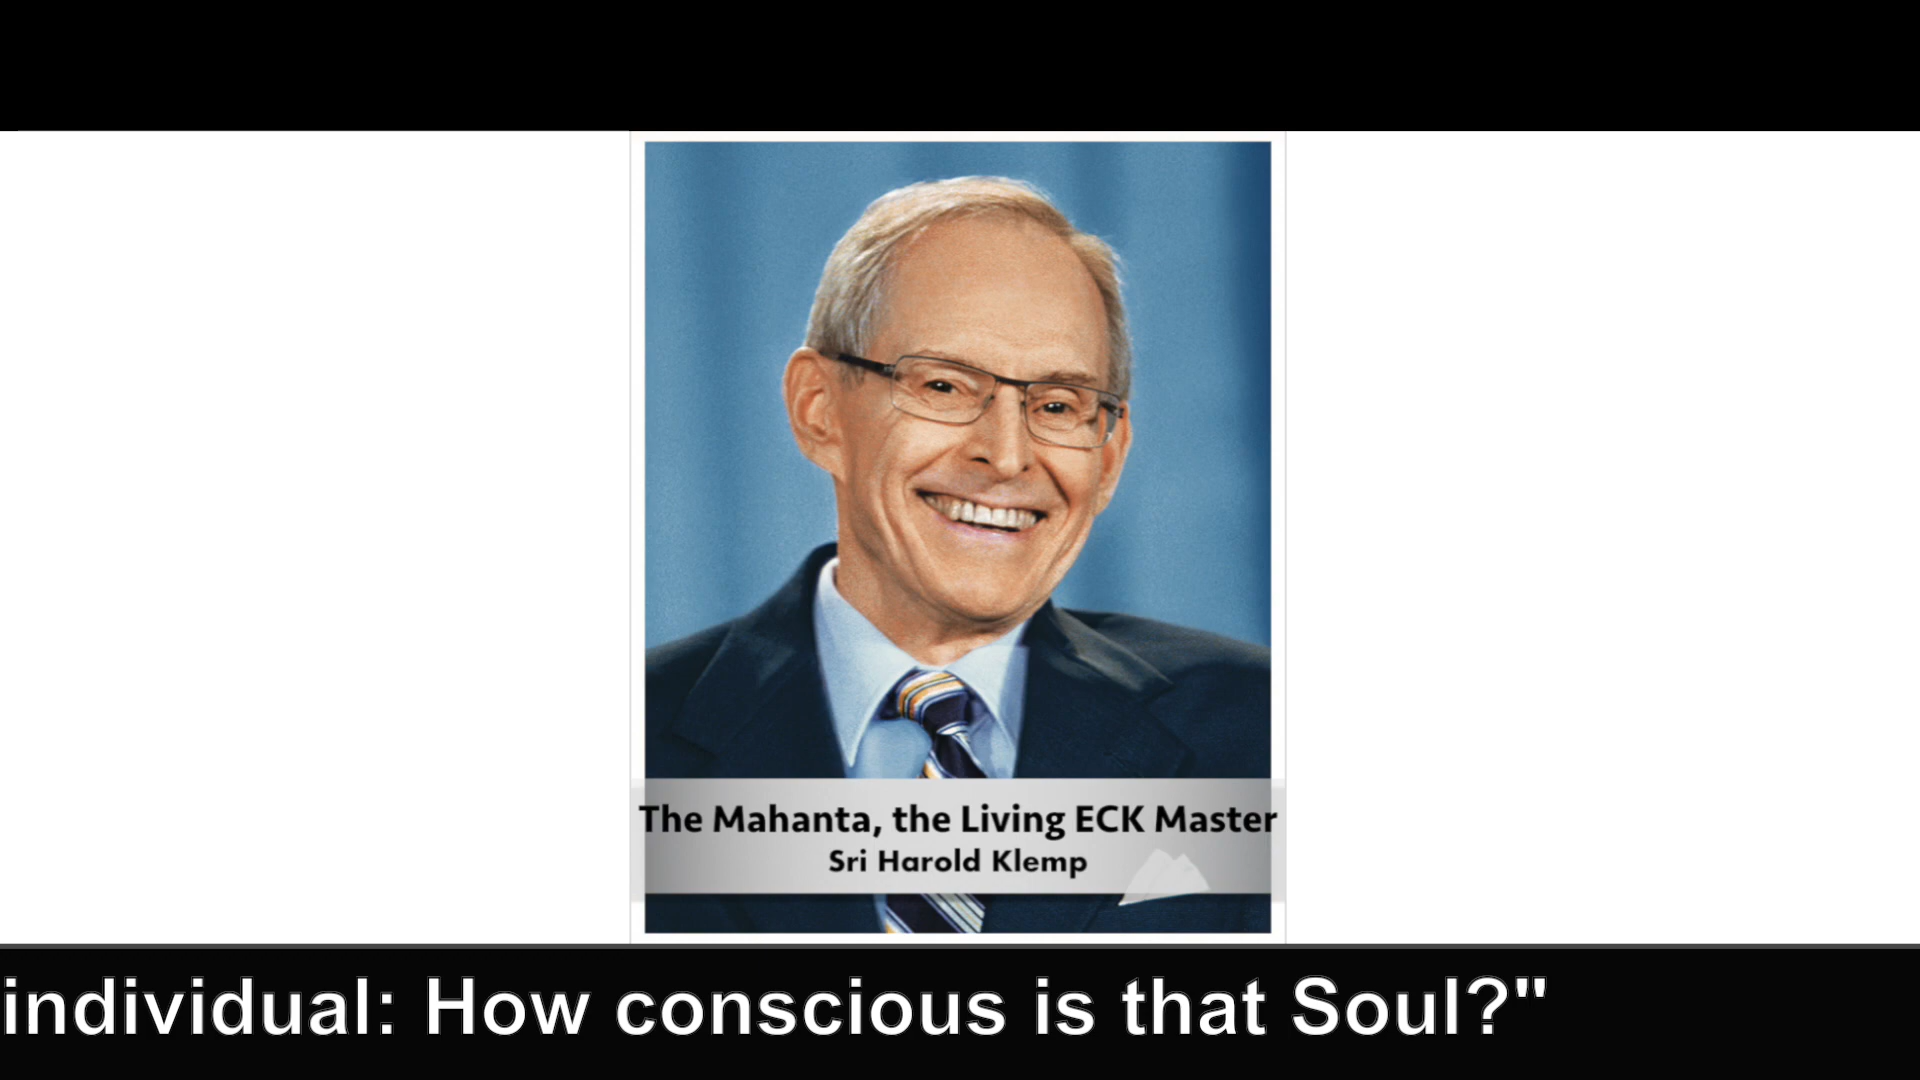 The Mahanta, the Living ECK Master
Sri Harold Klemp
individual: How conscious is that Soul?"